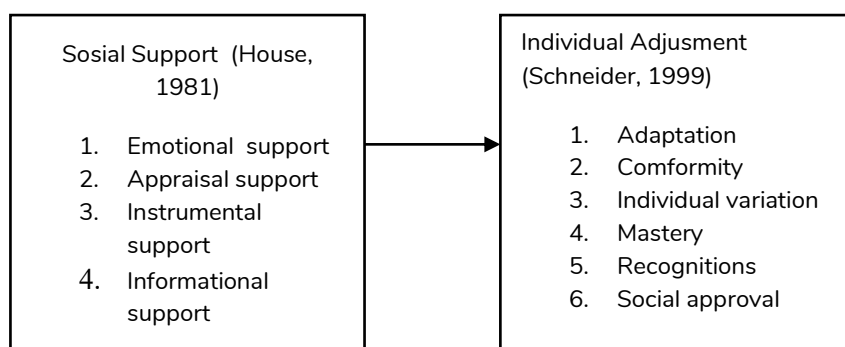 Sosial Support (House,
1981)
1. Emotional support
2. Appraisal support
3. Instrumental
support
4. Informational
support
Individual Adjusment
(Schneider, 1999)
1. Adaptation
2. Comformity
3. Individual variation
4. Mastery
5. Recognitions
6. Social approval